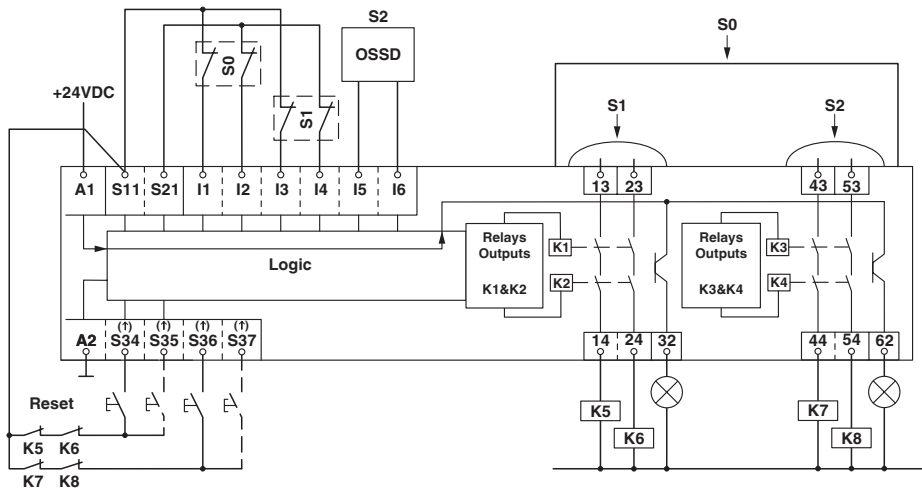 S2
OSSD
S0
S0
S1
+24VDC
S1
S2
A1 S11 S21 I1 I2 I3 I4 I5 I6
13 23
43 53
Logic
Relays
Outputs
K1&K2
K1
K2
Relays
Outputs
K3&K4
K3
K4
(↑) (↑) (↑) (↑)
A2 S34 S35 S36 S37
14 24 32
44 54 62
Reset
K5 K6
K7 K8
K5
K6
K7
K8